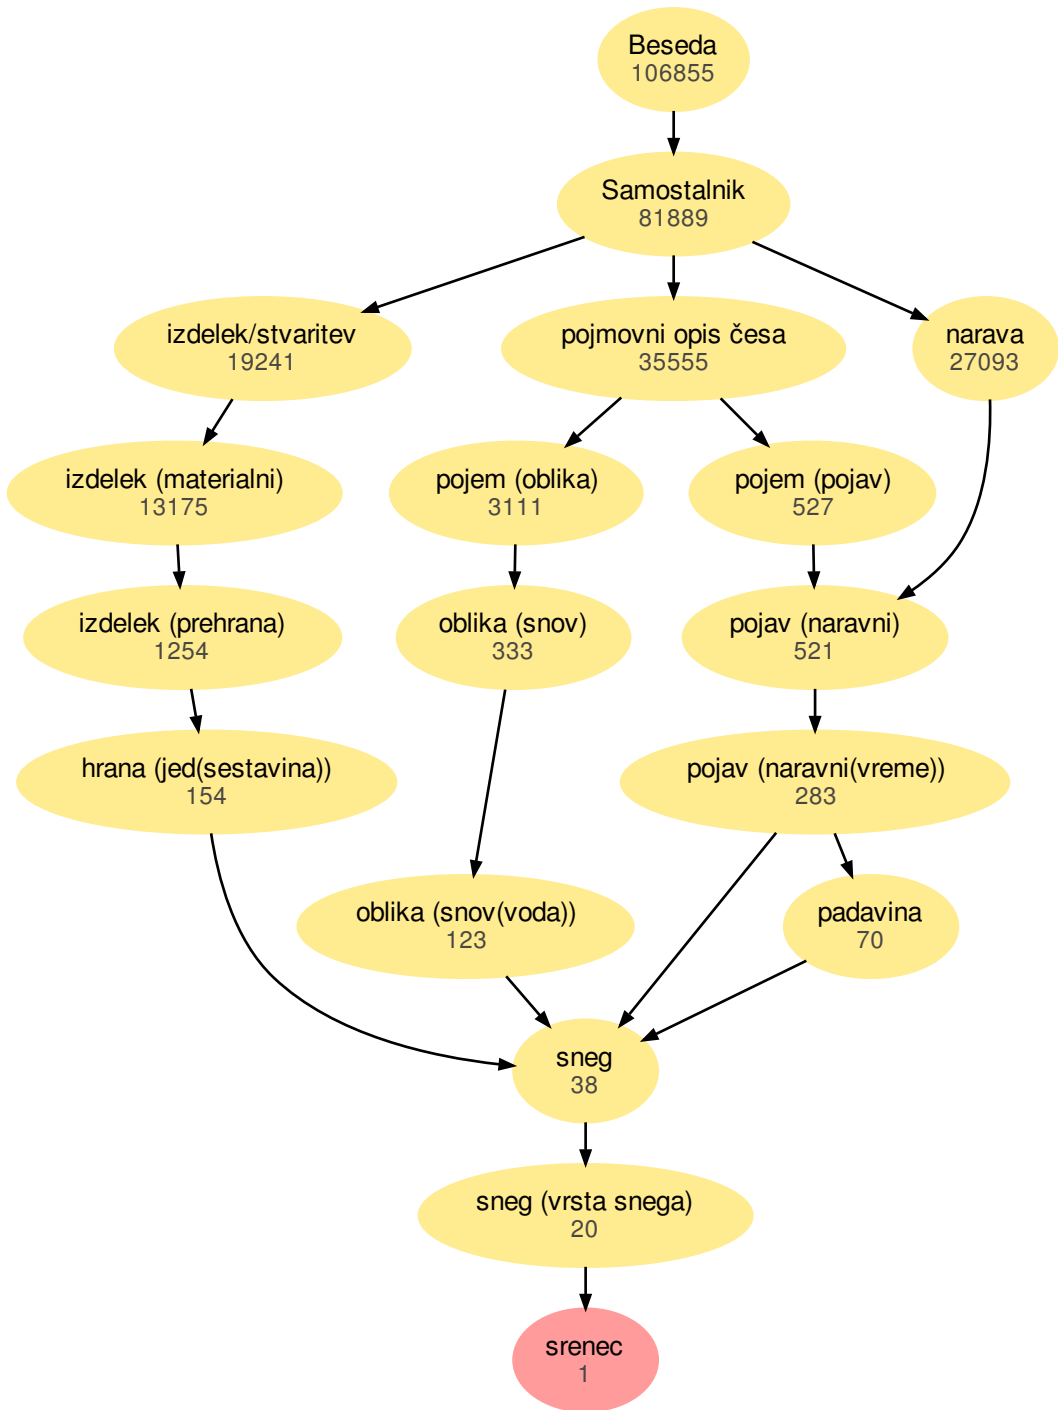 Beseda
106855
Samostalnik
81889
izdelek/stvaritev
19241
pojmovni opis česa
35555
narava
27093
izdelek (materialni)
13175
pojem (oblika)
3111
pojem (pojav)
527
izdelek (prehrana)
1254
oblika (snov)
333
pojav (naravni)
521
hrana (jed(sestavina))
154
pojav (naravni(vreme))
283
oblika (snov(voda))
123
padavina
70
sneg
38
sneg (vrsta snega)
20
srenec
1